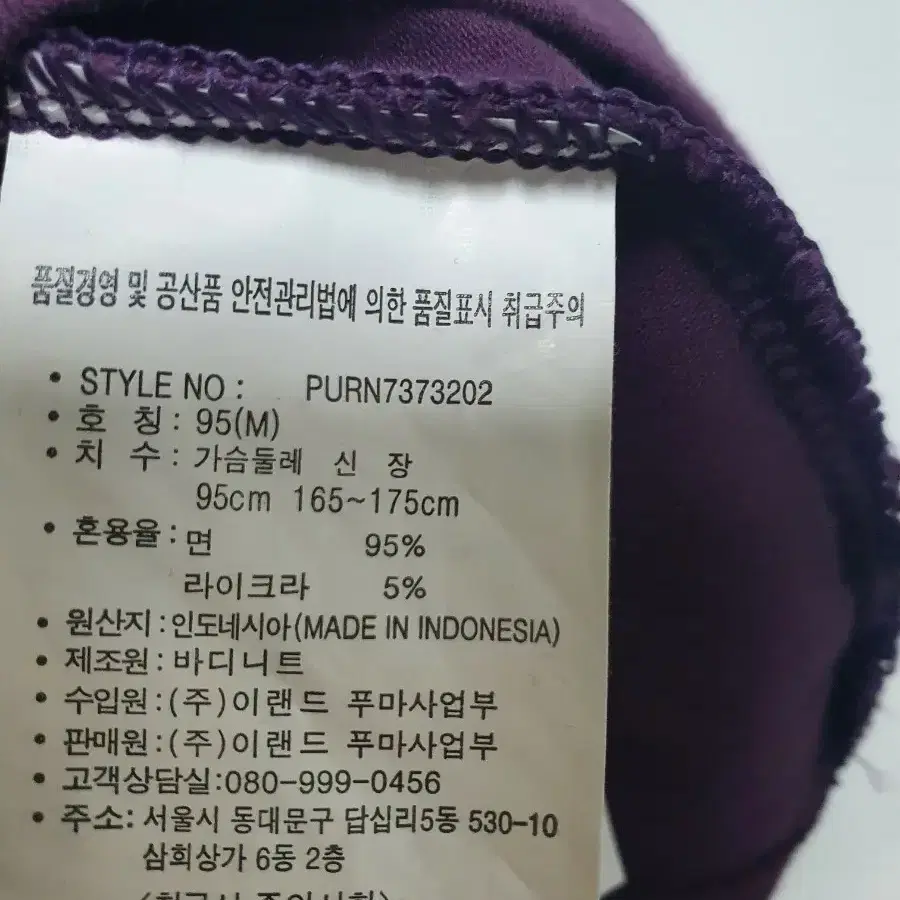 품질경영 및 공산품 안전관리법에 의한 품질표시 취급주의
• STYLE NO : PURN7373202
• 호 칭 : 95(M)
• 치 수 : 가슴둘레 신 장
95cm 165~175cm
• 혼용율 : 면 95%
라이크라 5%
• 원산지 : 인도네시아(MADE IN INDONESIA)
• 제조원 : 바디니트
• 수입원 : (주)이랜드 푸마사업부
• 판매원 : (주)이랜드 푸마사업부
• 고객상담실:080-999-0456
• 주소: 서울시 동대문구 답십리5동 530-10
삼희상가 6동 2층